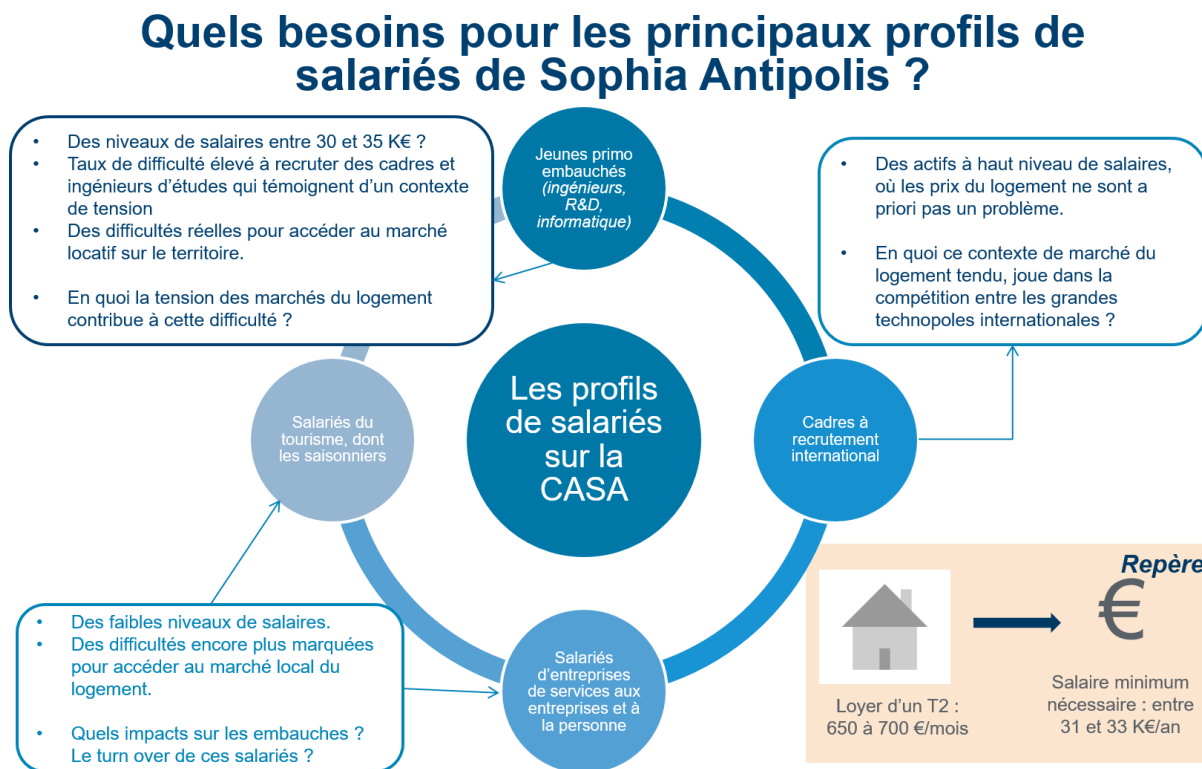 Quels besoins pour les principaux profils de
salariés de Sophia Antipolis ?
• Des niveaux de salaires entre 30 et 35 K€ ?
• Taux de difficulté élevé à recruter des cadres et
ingénieurs d’études qui témoignent d’un contexte
de tension
• Des difficultés réelles pour accéder au marché
locatif sur le territoire.
• En quoi la tension des marchés du logement
contribue à cette difficulté ?
Jeunes primo
embauchés
(ingénieurs,
R&D,
informatique)
• Des actifs à haut niveau de salaires,
où les prix du logement ne sont a
priori pas un problème.
• En quoi ce contexte de marché du
logement tendu, joue dans la
compétition entre les grandes
technopoles internationales ?
Salariés du
tourisme, dont
les saisonniers
Les profils
de salariés
sur la
CASA
Cadres à
recrutement
international
• Des faibles niveaux de salaires.
• Des difficultés encore plus marquées
pour accéder au marché local du
logement.
• Quels impacts sur les embauches ?
Le turn over de ces salariés ?
Salariés
d’entreprises
de services aux
entreprises et à
la personne
Repère
€
Loyer d’un T2 :
650 à 700 €/mois
Salaire minimum
nécessaire : entre
31 et 33 K€/an